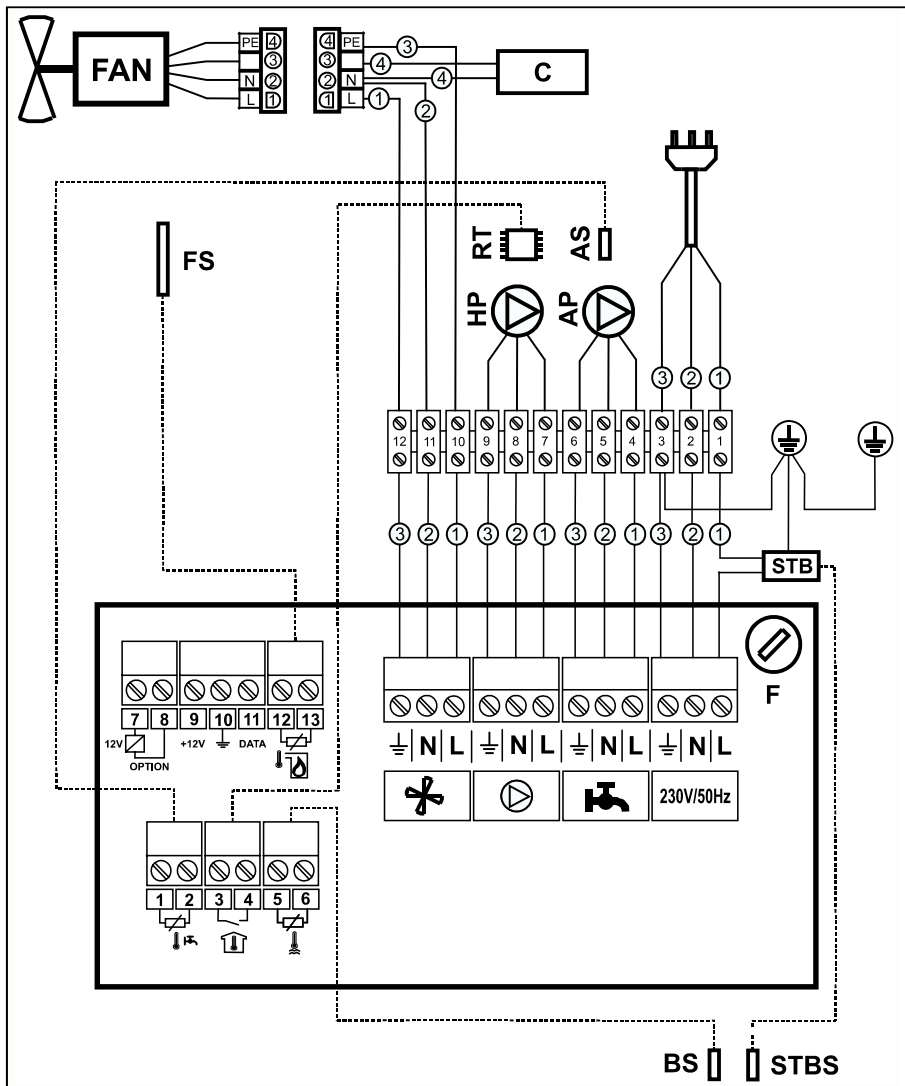 FAN
PE 4
3
N 2
L 1
4 PE
3
2 N
1 L
3
4
4
1
2
C
FS
RT
AS
HP
AP
3 2 1
12 11 10 9 8 7 6 5 4 3 2 1
3 2 1 3 2 1 3 2 1 3 2 1
STB
F
7 8 9 10 11 12 13
12V
OPTION
+12V
DATA
N L N L N L N L
230V/50Hz
1 2 3 4 5 6
BS
STBS